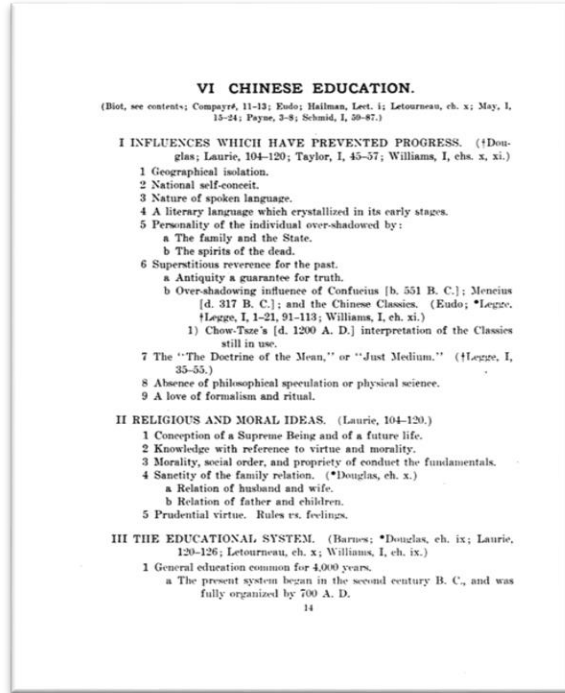 VI CHINESE EDUCATION.
(Biot, see contents; Compayré, 11–13; Eudo; Hailman, Lect. i; Letourneau, ch. x; May, I,
15–24; Payne, 3–8; Schmid, I, 59–87.)
I INFLUENCES WHICH HAVE PREVENTED PROGRESS. (†Dou-
glas; Laurie, 104–120; Taylor, I, 45–57; Williams, I, chs. x, xi.)
1 Geographical isolation.
2 National self-conceit.
3 Nature of spoken language.
4 A literary language which crystallized in its early stages.
5 Personality of the individual over-shadowed by:
a The family and the State.
b The spirits of the dead.
6 Superstitious reverence for the past.
a Antiquity a guarantee for truth.
b Over-shadowing influence of Confucius [b. 551 B. C.]; Mencius
[d. 317 B. C.]; and the Chinese Classics. (Eudo; *Legge,
†Legge, I, 1–21, 91–113; Williams, I, ch. xi.)
1) Chow-Tsze's [d. 1200 A. D.] interpretation of the Classics
still in use.
7 The "The Doctrine of the Mean," or "Just Medium." (†Legge, I,
35–55.)
8 Absence of philosophical speculation or physical science.
9 A love of formalism and ritual.
II RELIGIOUS AND MORAL IDEAS. (Laurie, 104–120.)
1 Conception of a Supreme Being and of a future life.
2 Knowledge with reference to virtue and morality.
3 Morality, social order, and propriety of conduct the fundamentals.
4 Sanctity of the family relation. (*Douglas, ch. x.)
a Relation of husband and wife.
b Relation of father and children.
5 Prudential virtue. Rules vs. feelings.
III THE EDUCATIONAL SYSTEM. (Barnes; *Douglas, ch. ix; Laurie,
120–126; Letourneau, ch. x; Williams, I, ch. ix.)
1 General education common for 4,000 years.
a The present system began in the second century B. C., and was
fully organized by 700 A. D.
14